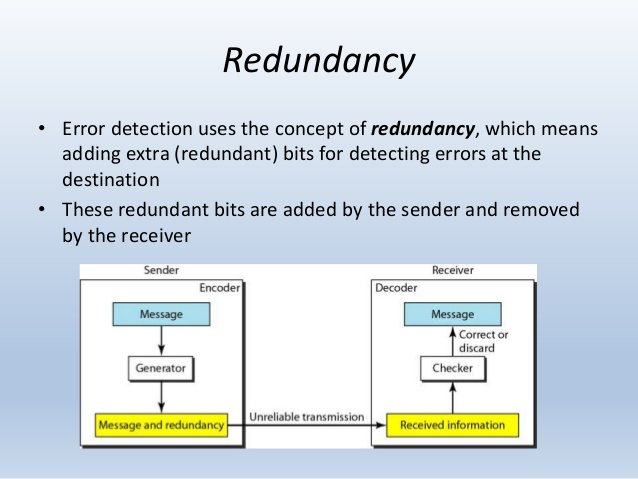 Redundancy
• Error detection uses the concept of redundancy, which means
adding extra (redundant) bits for detecting errors at the
destination
• These redundant bits are added by the sender and removed
by the receiver
Sender
Encoder
Message
Generator
Message and redundancy
Unreliable transmission
Receiver
Decoder
Message
Correct or
discard
Checker
Received information